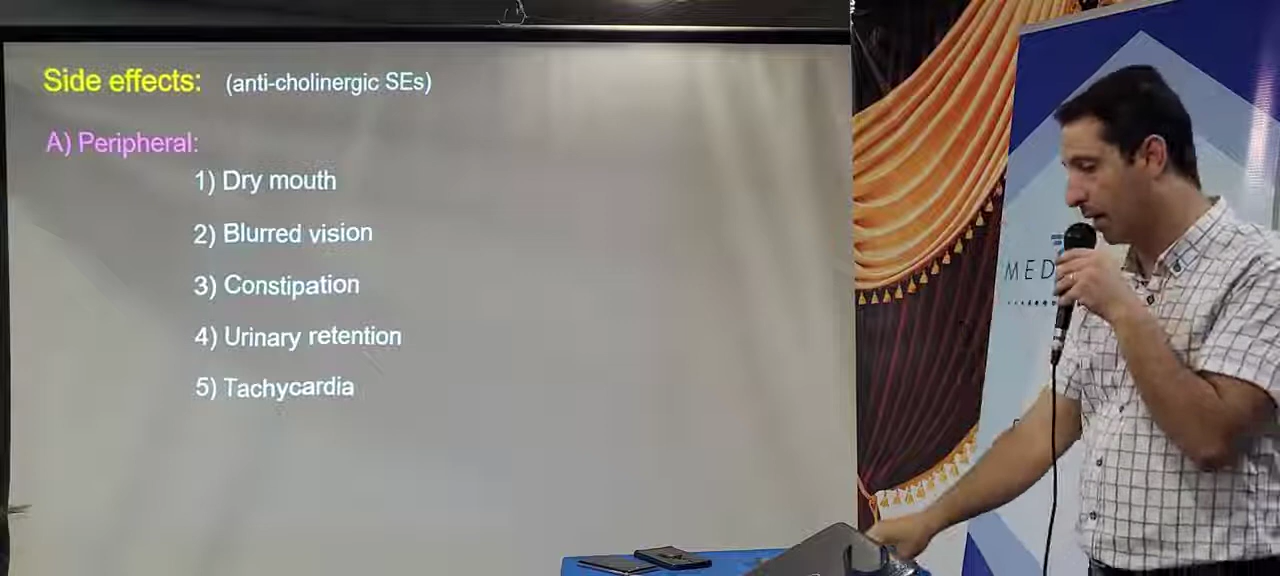 Side effects: (anti-cholinergic SEs)
A) Peripheral:
1) Dry mouth
2) Blurred vision
3) Constipation
4) Urinary retention
5) Tachycardia
MED